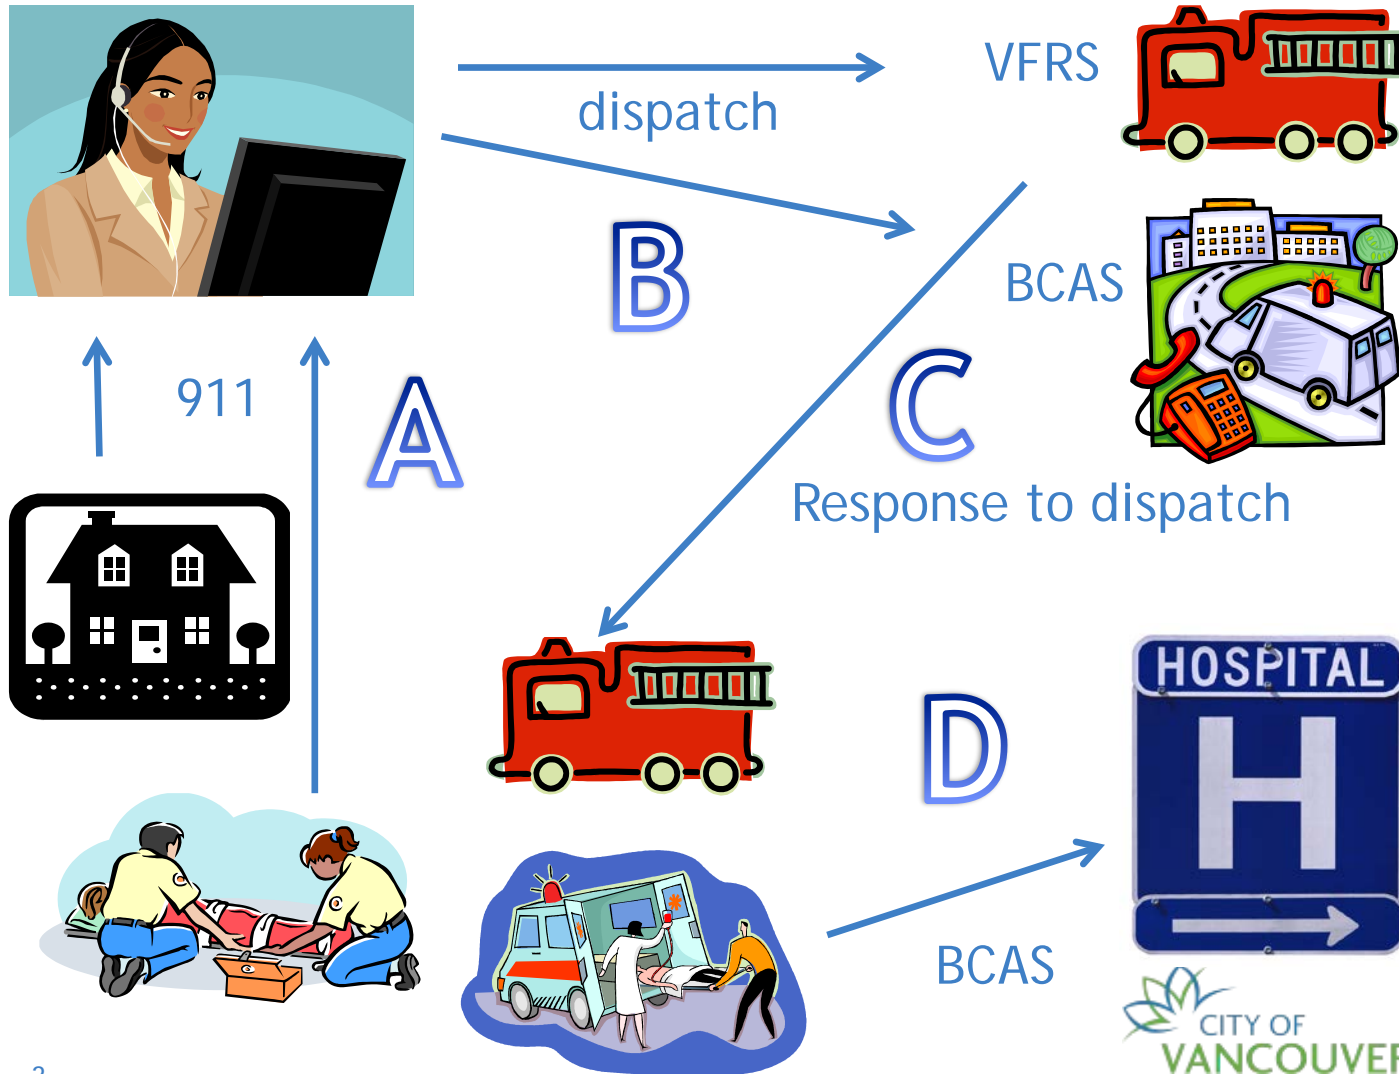 VFRS
dispatch
B
BCAS
911
A
C
Response to dispatch
HOSPITAL
H
D
BCAS
CITY OF
VANCOUVER